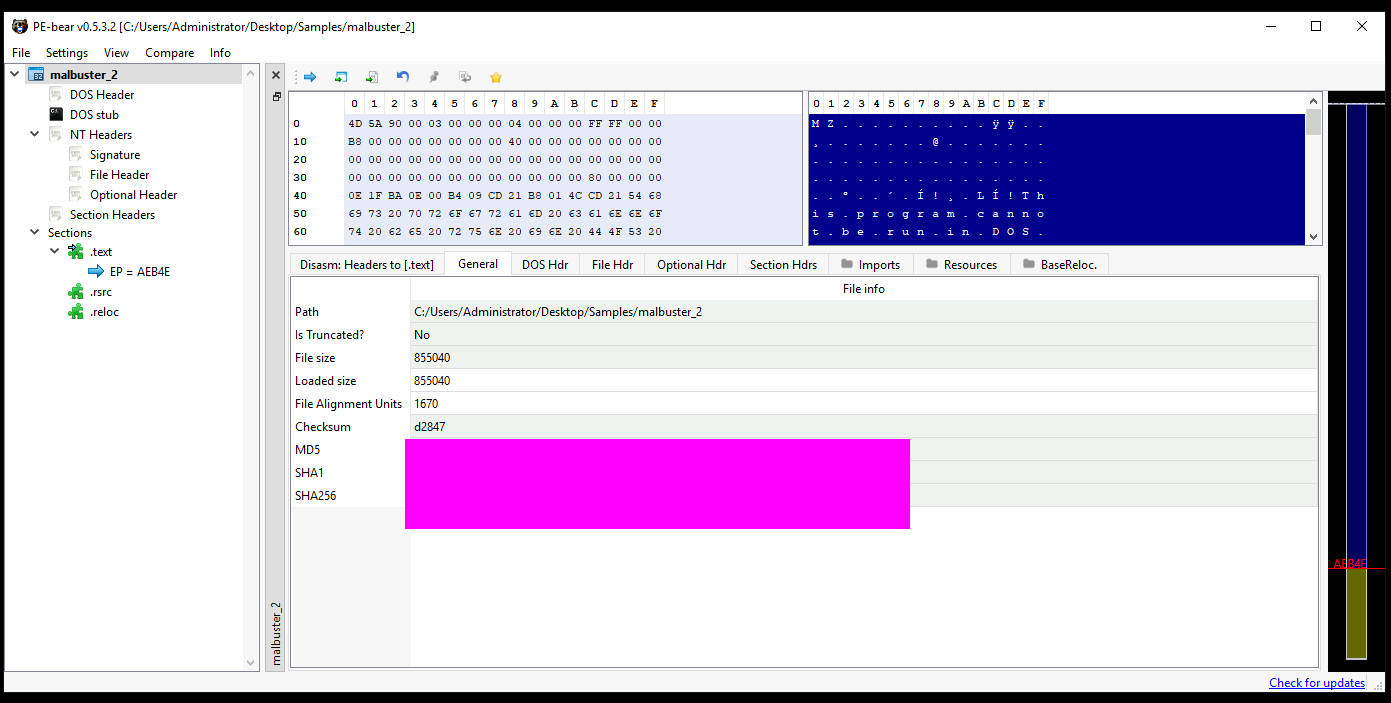 PE-bear v0.5.3.2 [C:/Users/Administrator/Desktop/Samples/malbuster_2]
File Settings View Compare Info
malbuster_2
DOS Header
DOS stub
NT Headers
Signature
File Header
Optional Header
Section Headers
Sections
.text
EP = AEB4E
.rsrc
.reloc
malbuster_2
0 1 2 3 4 5 6 7 8 9 A B C D E F
0 4D 5A 90 00 03 00 00 00 04 00 00 00 FF FF 00 00
10 B8 00 00 00 00 00 00 00 40 00 00 00 00 00 00 00
20 00 00 00 00 00 00 00 00 00 00 00 00 00 00 00 00
30 00 00 00 00 00 00 00 00 00 00 00 00 80 00 00 00
40 0E 1F BA 0E 00 B4 09 CD 21 B8 01 4C CD 21 54 68
50 69 73 20 70 72 6F 67 72 61 6D 20 63 61 6E 6E 6F
60 74 20 62 65 20 72 75 6E 20 69 6E 20 44 4F 53 20
0 1 2 3 4 5 6 7 8 9 A B C D E F
M Z . . . . . . . . . . ÿ ÿ . .
¸ . . . . . . . @ . . . . . . .
. . . . . . . . . . . . . . . .
. . . . . . . . . . . . . . . .
. . º . . ´ . Í ! ¸ . L Í ! T h
i s . p r o g r a m . c a n n o
t . b e . r u n . i n . D O S .
Disasm: Headers to [.text] General DOS Hdr File Hdr Optional Hdr Section Hdrs Imports Resources BaseReloc.
File info
Path C:/Users/Administrator/Desktop/Samples/malbuster_2
Is Truncated? No
File size 855040
Loaded size 855040
File Alignment Units 1670
Checksum d2847
MD5
SHA1
SHA256
AEB4E
Check for updates